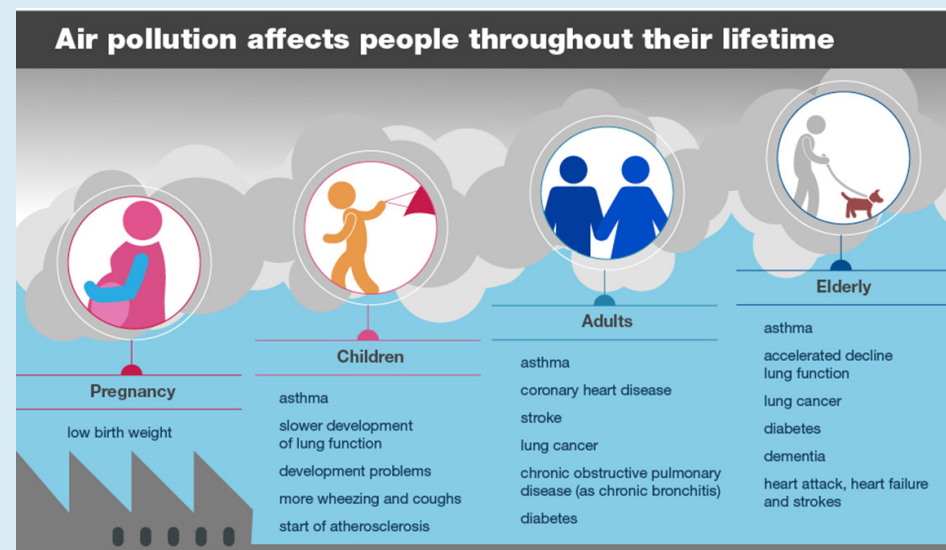 Air pollution affects people throughout their lifetime
Pregnancy
low birth weight
Children
asthma
slower development
of lung function
development problems
more wheezing and coughs
start of atherosclerosis
Adults
asthma
coronary heart disease
stroke
lung cancer
chronic obstructive pulmonary
disease (as chronic bronchitis)
diabetes
Elderly
asthma
accelerated decline
lung function
lung cancer
diabetes
dementia
heart attack, heart failure
and strokes